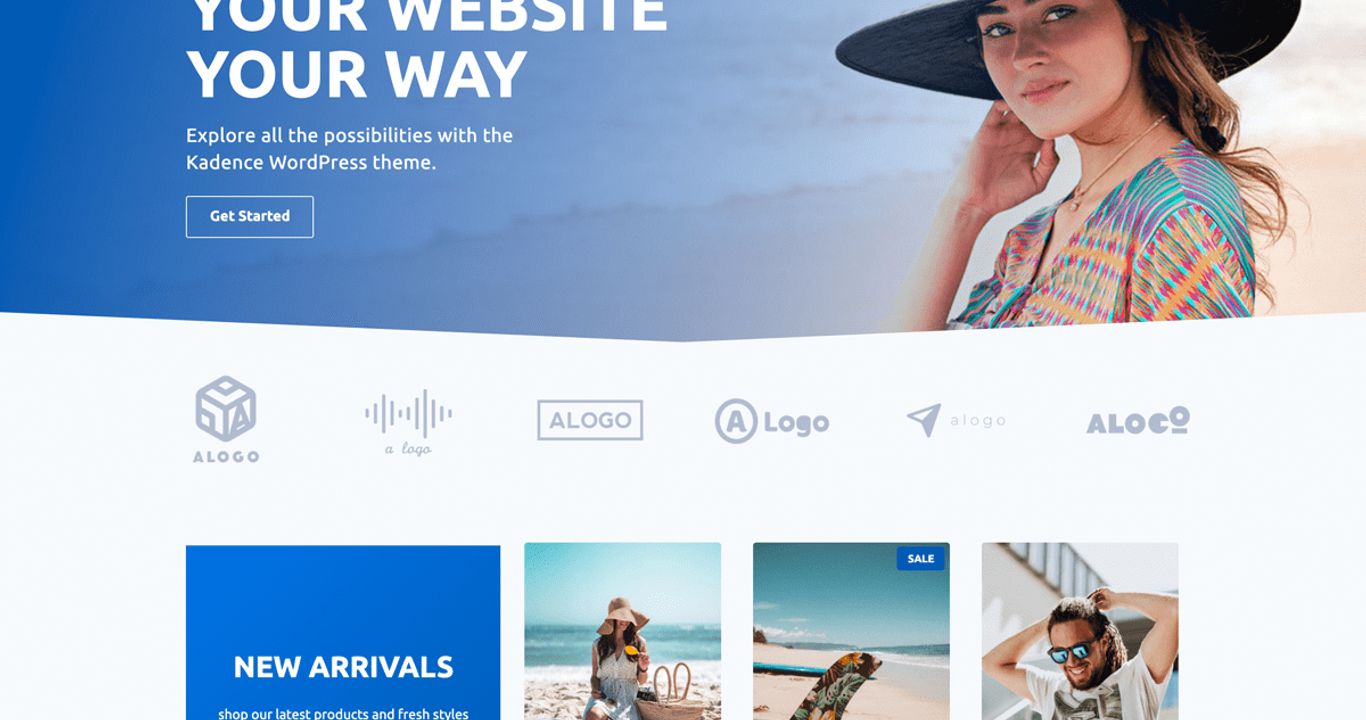 YOUR WEBSITE
YOUR WAY
Explore all the possibilities with the
Kadence WordPress theme.
Get Started
ALOGO
a logo
ALOGO
A Logo
alogo
ALOGO
SALE
NEW ARRIVALS
shop our latest products and fresh styles